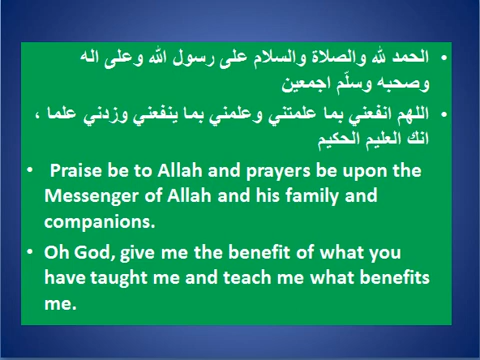 الحمد لله والصلاة والسلام على رسول الله وعلى اله
وصحبه وسلّم اجمعين
اللهم انفعني بما علمتني وعلمني بما ينفعني وزدني علما ،
انك العليم الحكيم
Praise be to Allah and prayers be upon the
Messenger of Allah and his family and
companions.
Oh God, give me the benefit of what you
have taught me and teach me what benefits
me.